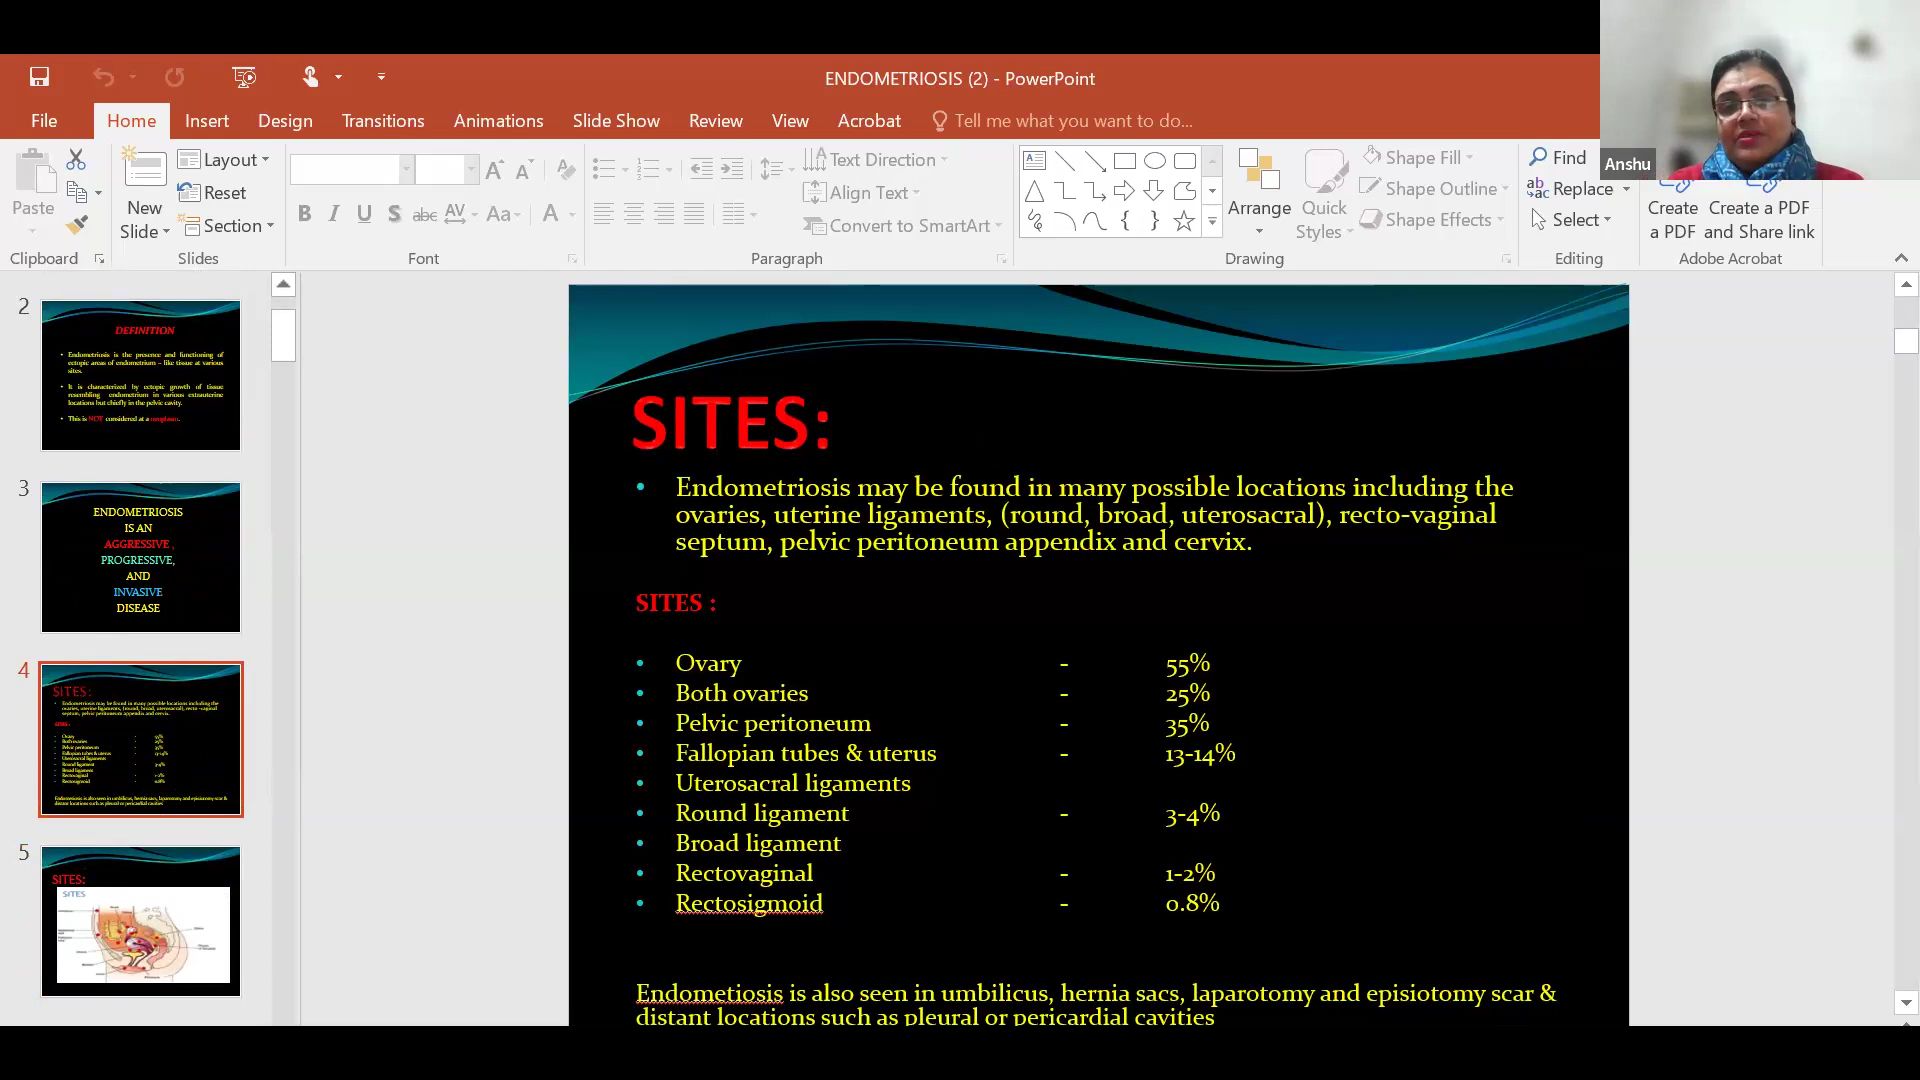 ENDOMETRIOSIS (2) - PowerPoint
File Home Insert Design Transitions Animations Slide Show Review View Acrobat Tell me what you want to do...
Anshu
Paste
Clipboard
New
Slide
Layout
Reset
Section
Slides
B I U S abc AV Aa A
Font
Text Direction
Align Text
Convert to SmartArt
Paragraph
Arrange
Quick
Styles
Shape Fill
Shape Outline
Shape Effects
Drawing
Find
Replace
Select
Editing
Create
a PDF
Create a PDF
and Share link
Adobe Acrobat
2
DEFINITION
• Endometriosis is the presence and functioning of
ectopic areas of endometrium – like tissue at various
sites.
• It is characterized by ectopic growth of tissue
resembling endometrium in various extrauterine
locations but chiefly in the pelvic cavity.
• This is NOT considered at a neoplasm.
3
ENDOMETRIOSIS
IS AN
AGGRESSIVE ,
PROGRESSIVE,
AND
INVASIVE
DISEASE
4
SITES:
5
SITES:
SITES
SITES:
• Endometriosis may be found in many possible locations including the
ovaries, uterine ligaments, (round, broad, uterosacral), recto-vaginal
septum, pelvic peritoneum appendix and cervix.
SITES :
• Ovary - 55%
• Both ovaries - 25%
• Pelvic peritoneum - 35%
• Fallopian tubes & uterus - 13-14%
• Uterosacral ligaments
• Round ligament - 3-4%
• Broad ligament
• Rectovaginal - 1-2%
• Rectosigmoid - 0.8%
Endometiosis is also seen in umbilicus, hernia sacs, laparotomy and episiotomy scar &
distant locations such as pleural or pericardial cavities